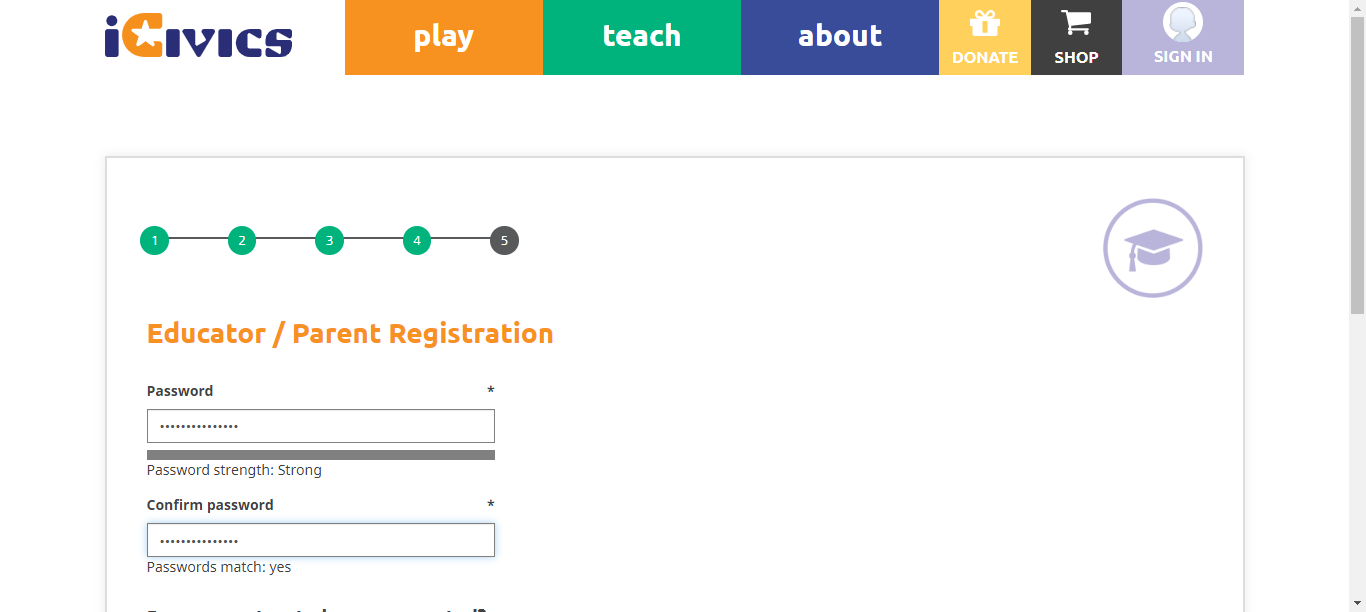 iCivics
play
teach
about
DONATE
SHOP
SIGN IN
1 2 3 4 5
Educator / Parent Registration
Password *
•••••••••••••••
Password strength: Strong
Confirm password *
•••••••••••••••
Passwords match: yes